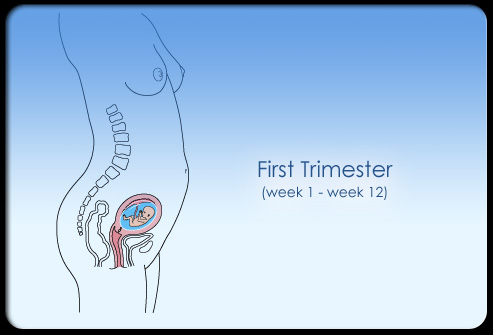 First Trimester
(week 1 - week 12)